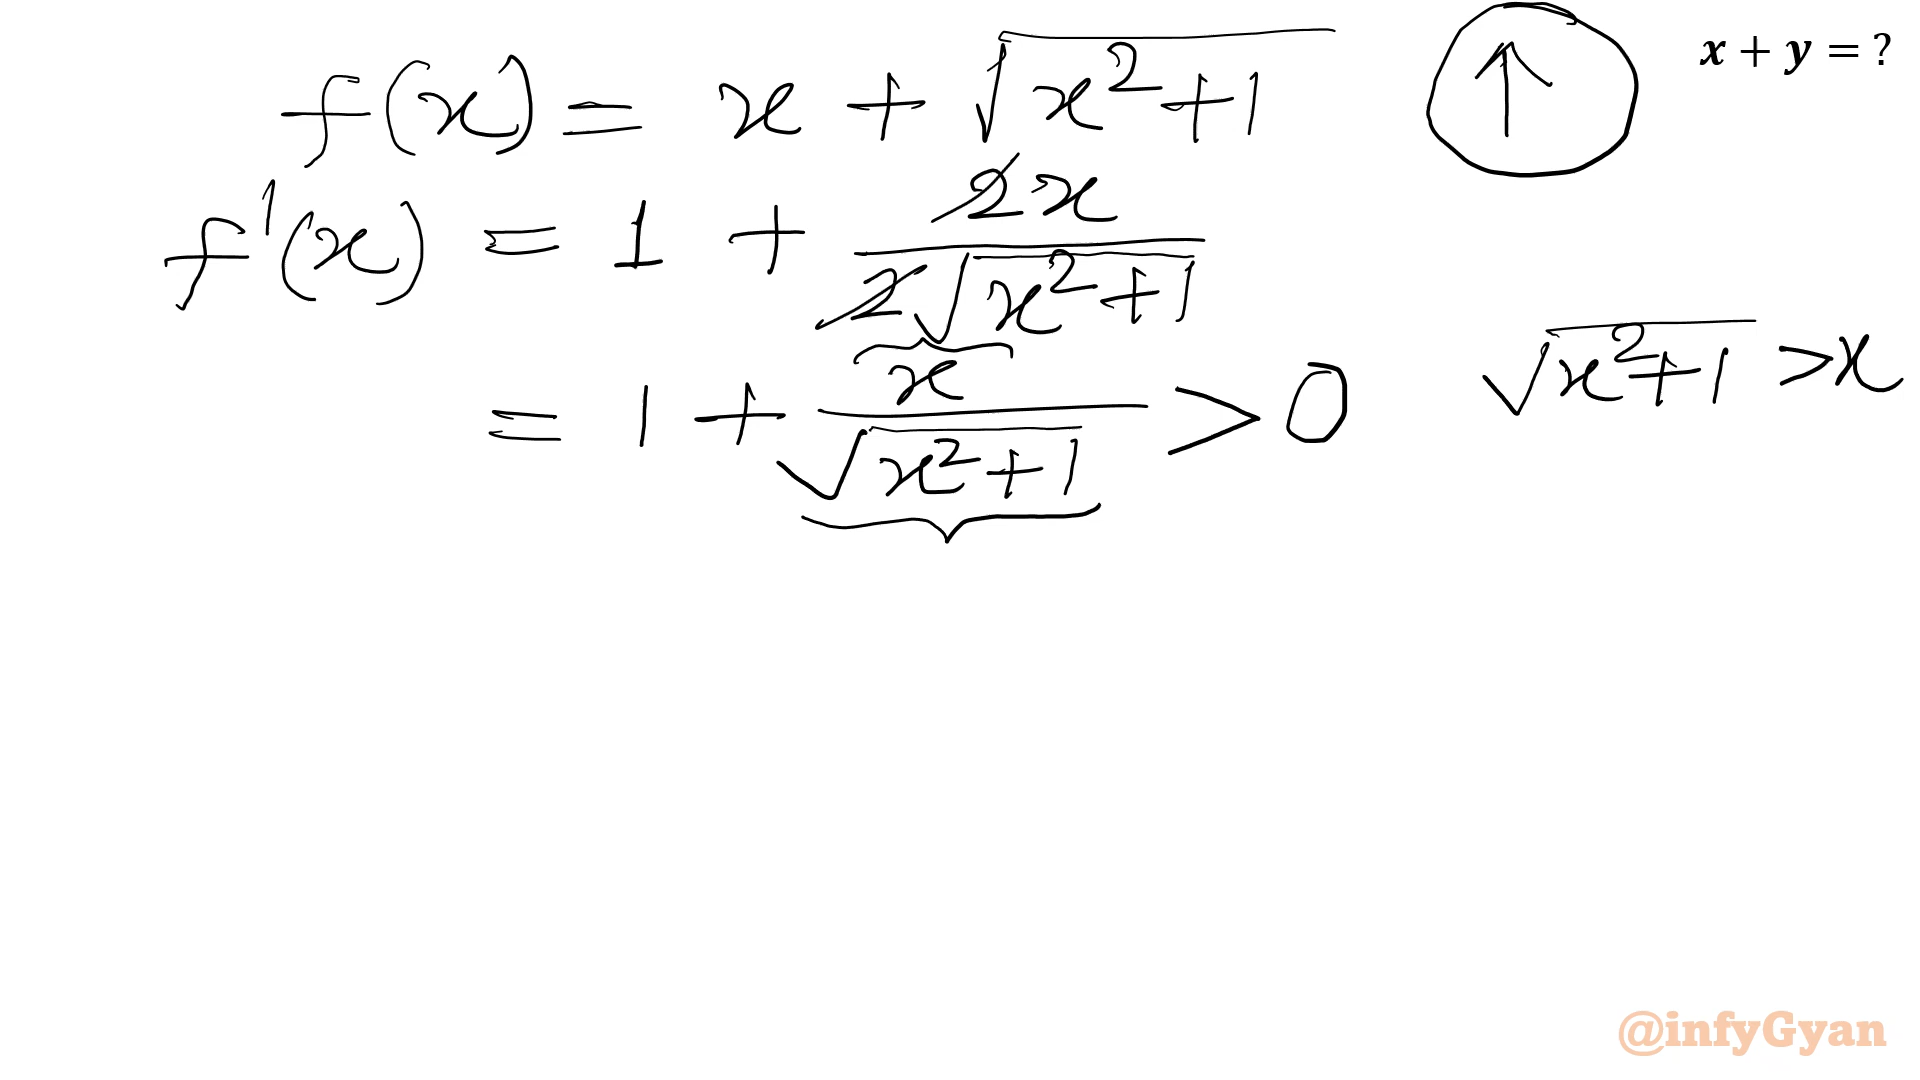 f(x) = x + √(x²+1) ↑ x + y = ?
f'(x) = 1 + 2x/(2√(x²+1))
= 1 + x/√(x²+1) > 0 √(x²+1) > x
@infyGyan